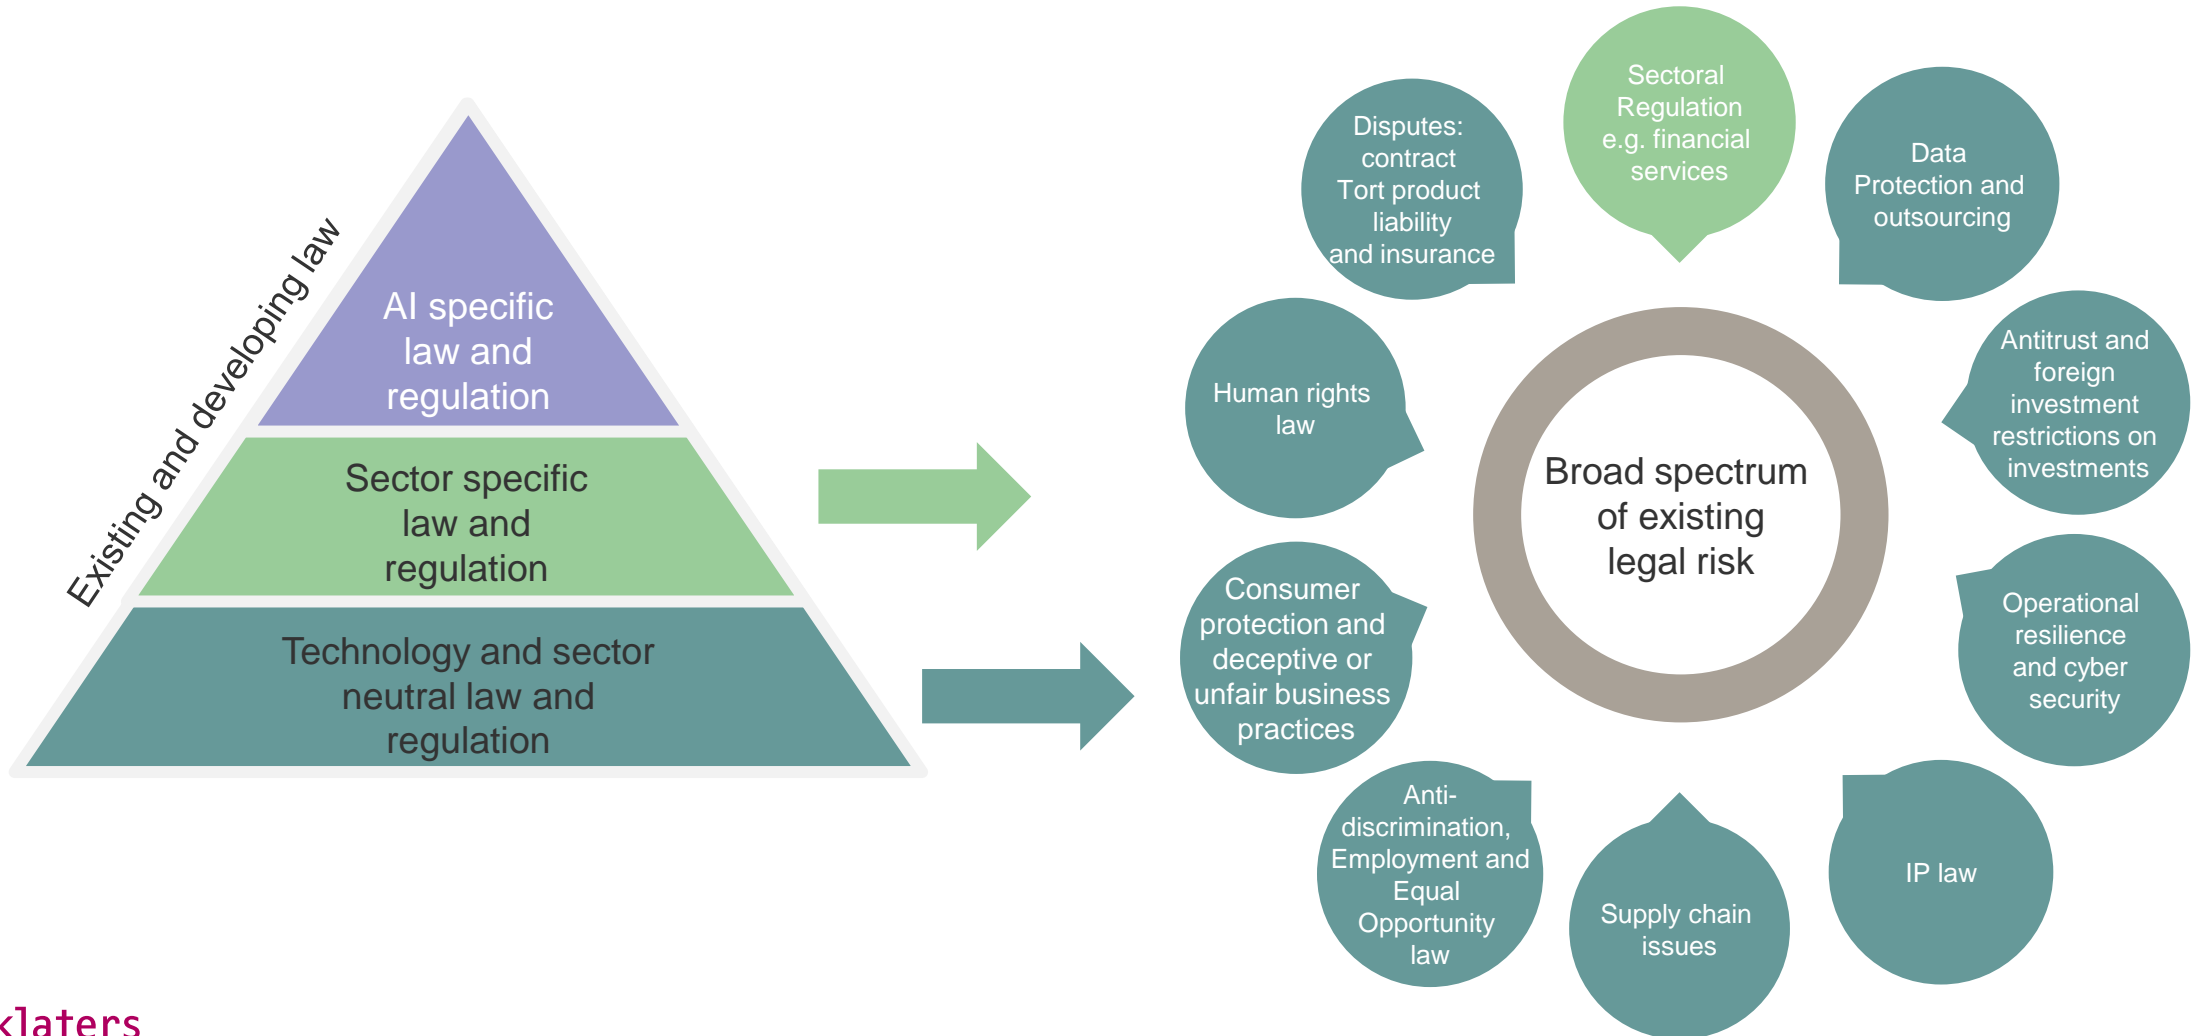 Existing and developing law
AI specific
law and
regulation
Sector specific
law and
regulation
Technology and sector
neutral law and
regulation
Sectoral
Regulation
e.g. financial
services
Data
Protection and
outsourcing
Antitrust and
foreign
investment
restrictions on
investments
Operational
resilience
and cyber
security
IP law
Supply chain
issues
Anti-
discrimination,
Employment and
Equal
Opportunity
law
Consumer
protection and
deceptive or
unfair business
practices
Human rights
law
Disputes:
contract
Tort product
liability
and insurance
Broad spectrum
of existing
legal risk
klaters